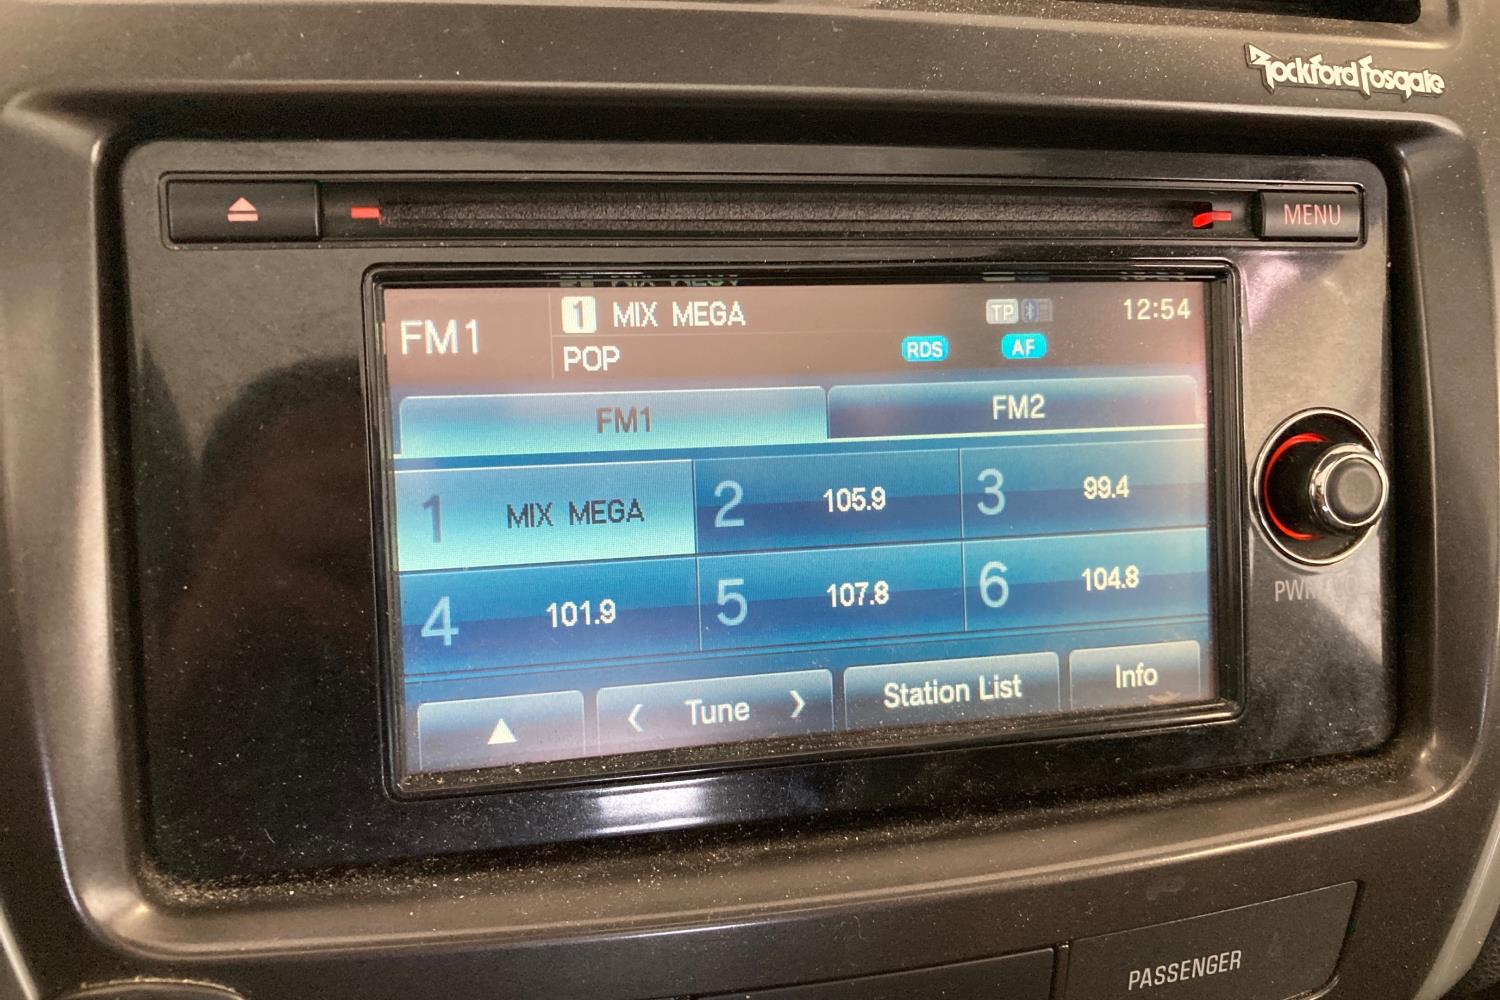 Rockford Fosgate
MENU
FM1
1 MIX MEGA
TP
12:54
POP
RDS
AF
FM1
FM2
1 MIX MEGA
2 105.9
3 99.4
4 101.9
5 107.8
6 104.8
Tune
Station List
Info
PASSENGER